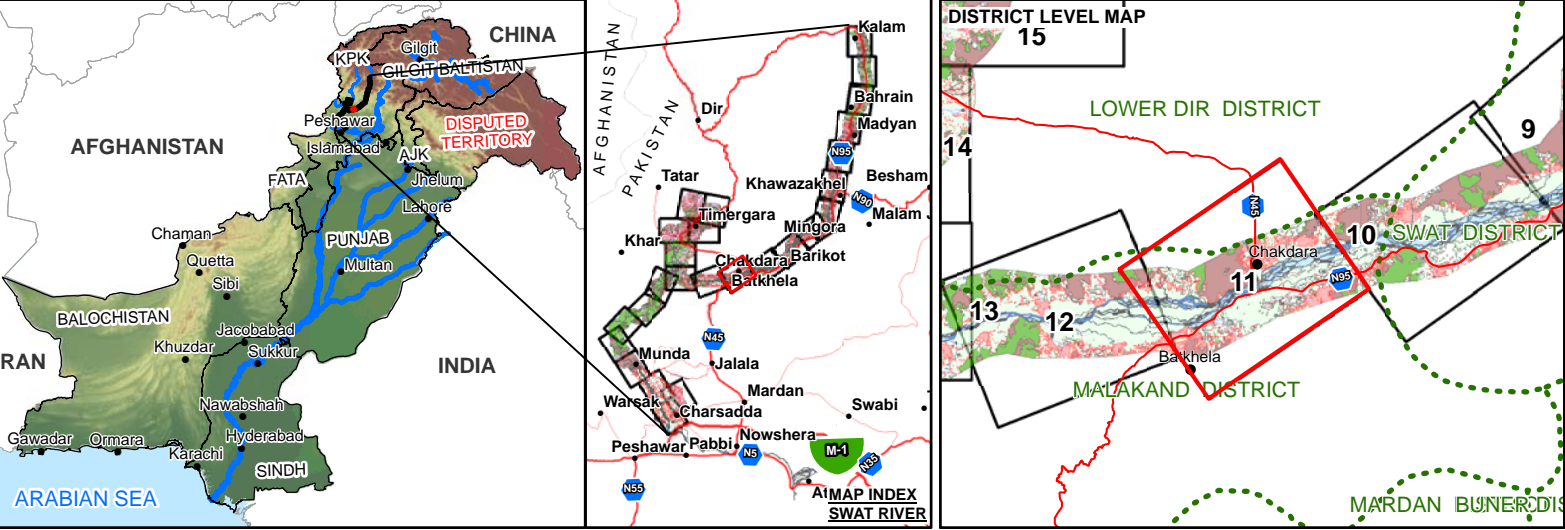 CHINA
Gilgit
KPK
GILGIT BALTISTAN
Peshawar
DISPUTED
TERRITORY
Islamabad
AFGHANISTAN
AJK
FATA
Jhelum
Lahore
Chaman
PUNJAB
Quetta
Multan
Sibi
BALOCHISTAN
Jacobabad
Khuzdar
Sukkur
RAN
INDIA
Nawabshah
Gawadar
Ormara
Hyderabad
Karachi
SINDH
ARABIAN SEA
Kalam
AFGHANISTAN
PAKISTAN
Dir
Bahrain
Madyan
N95
Tatar
Khawazakhel
Besham
N90
Timergara
Malam
Khar
Mingora
Chakdara
Barikot
Batkhela
N45
Munda
Jalala
Mardan
Warsak
Charsadda
Swabi
Peshawar
Pabbi
Nowshera
N5
M-1
N35
N55
At
MAP INDEX
SWAT RIVER
DISTRICT LEVEL MAP
15
LOWER DIR DISTRICT
9
14
N45
10
SWAT DISTRICT
Chakdara
11
N95
13
12
Batkhela
MALAKAND DISTRICT
MARDAN
BUNER